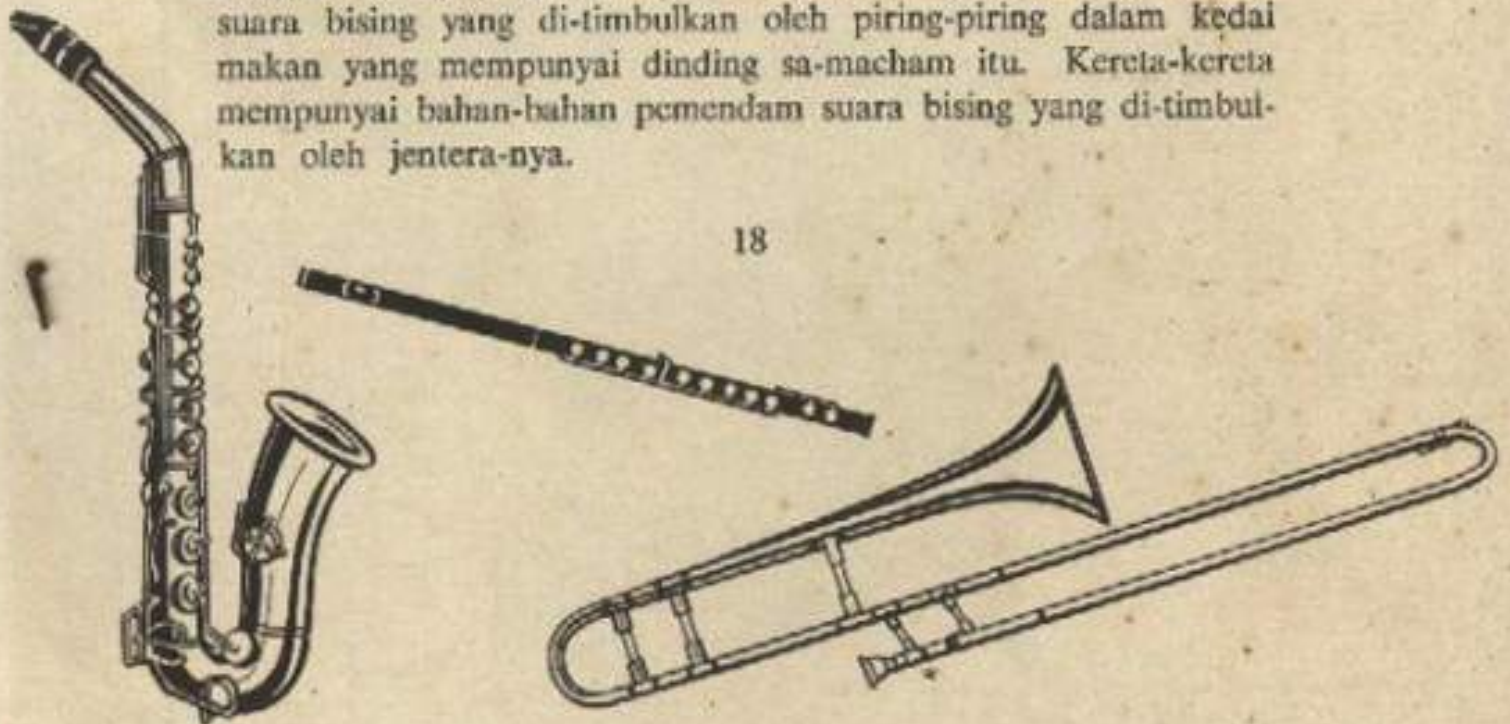 suara bising yang di-timbulkan oleh piring-piring dalam kedai
makan yang mempunyai dinding sa-macham itu. Kereta-kereta
mempunyai bahan-bahan pemendam suara bising yang di-timbul-
kan oleh jentera-nya.
18